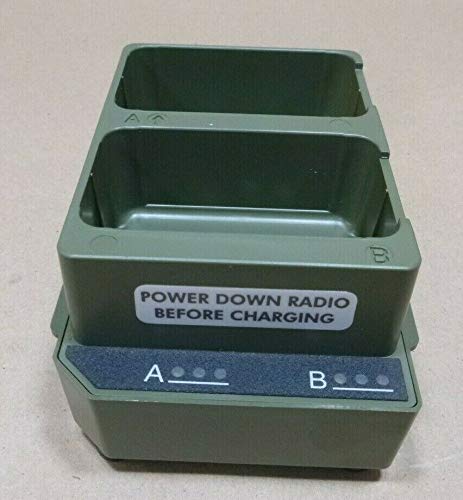 A
B
POWER DOWN RADIO
BEFORE CHARGING
A B